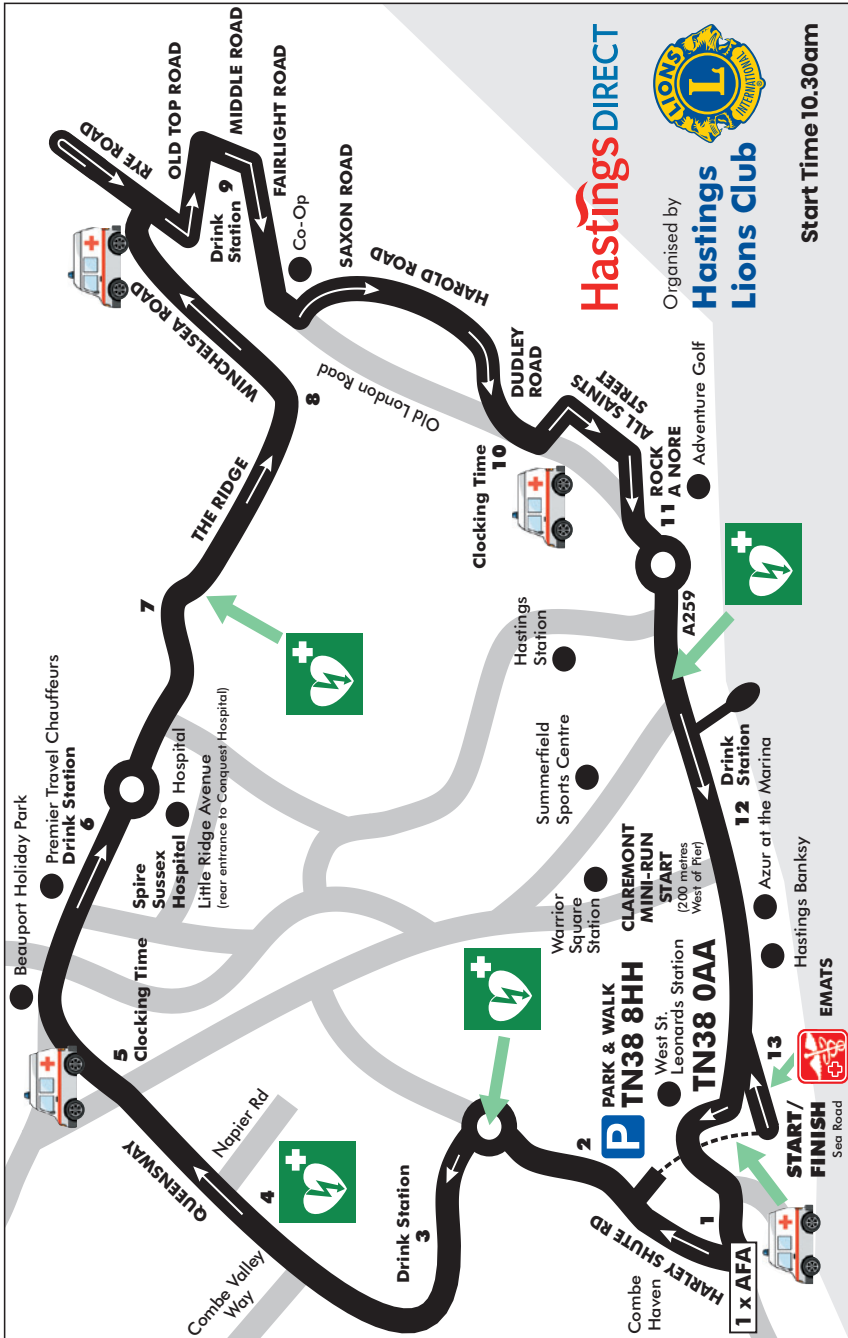 RYE ROAD
OLD TOP ROAD
MIDDLE ROAD
FAIRLIGHT ROAD
Drink
Station 9
Co-Op
SAXON ROAD
HAROLD ROAD
WINCHELSEA ROAD
8
Old London Road
DUDLEY
ROAD
ALL SAINTS
STREET
Clocking Time
10
11 ROCK
A NORE
Adventure Golf
THE RIDGE
7
A259
Hastings
Station
Premier Travel Chauffeurs
Drink Station
6
Beauport Holiday Park
Spire
Sussex
Hospital
Hospital
Little Ridge Avenue
(rear entrance to Conquest Hospital)
Summerfield
Sports Centre
Drink
Station
12
Azur at the Marina
Hastings Banksy
Warrior
Square
Station
CLAREMONT
MINI-RUN
START
(200 metres
West of Pier)
5
Clocking Time
QUEENSWAY
Napier Rd
4
Combe Valley
Way
Drink Station
3
2
P
PARK & WALK
TN38 8HH
West St.
Leonards Station
TN38 0AA
13
EMATS
START/
FINISH
Sea Road
HARLEY SHUTE RD
Combe
Haven
1
1 x AFA
Hastings DIRECT
Organised by
Hastings
Lions Club
LIONS
L
INTERNATIONAL
®
Start Time 10.30am